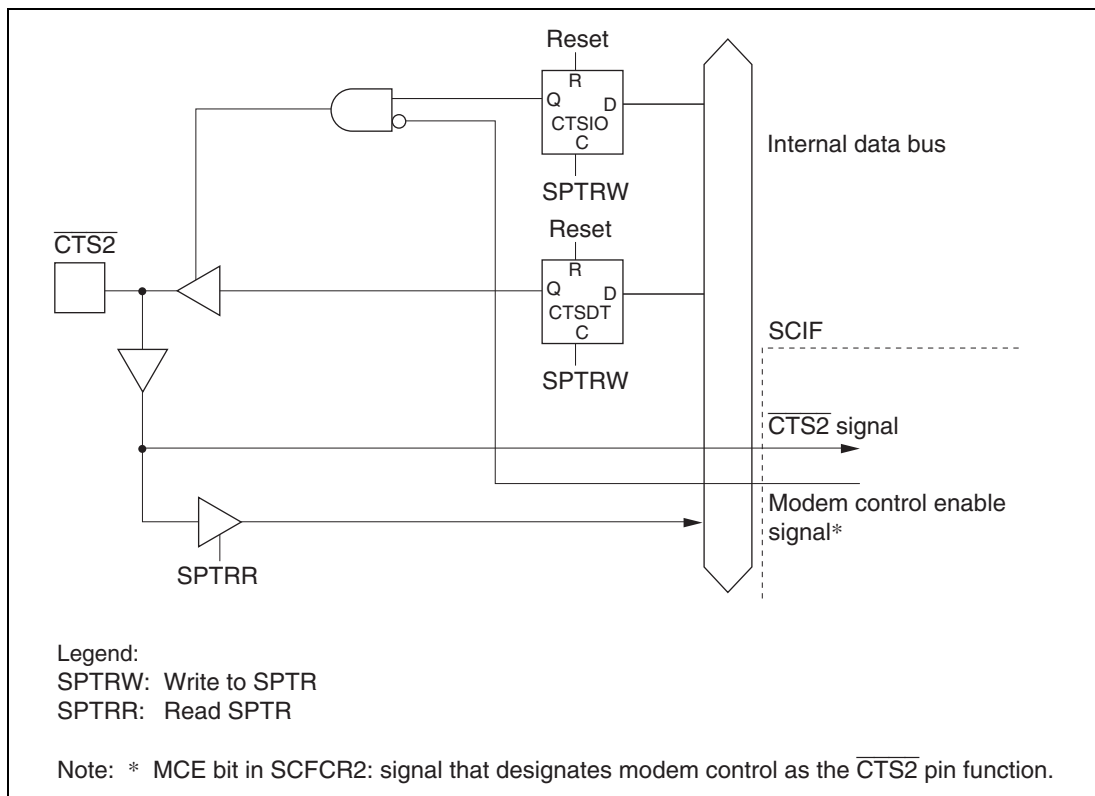 Reset
R
Q
D
CTSIO
C
Internal data bus
SPTRW
Reset
CTS2
R
Q
D
CTSDT
C
SCIF
SPTRW
CTS2 signal
Modem control enable
signal*
SPTRR
Legend:
SPTRW: Write to SPTR
SPTRR: Read SPTR
Note: * MCE bit in SCFCR2: signal that designates modem control as the CTS2 pin function.